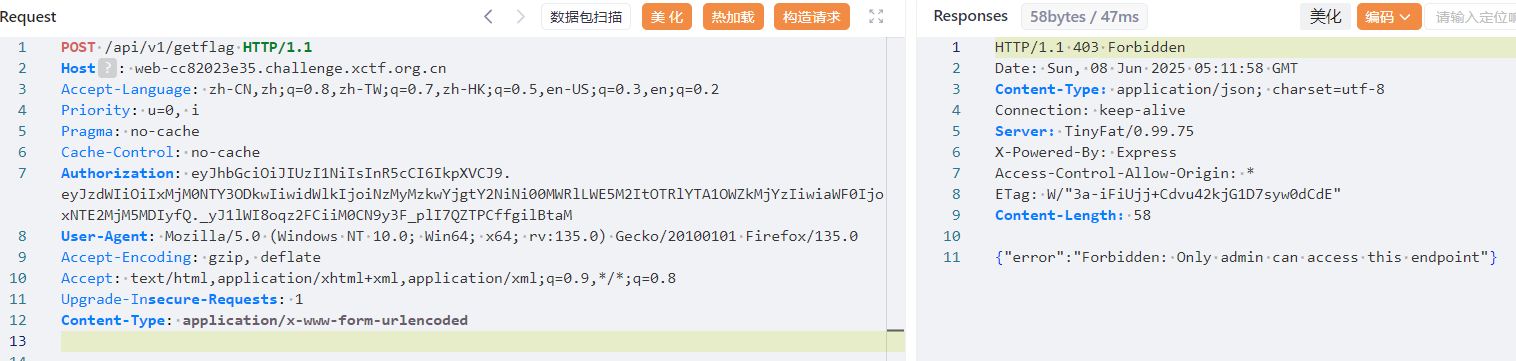 Request
数据包扫描
美化
热加载
构造请求
1 POST /api/v1/getflag HTTP/1.1
2 Host ? : web-cc82023e35.challenge.xctf.org.cn
3 Accept-Language: zh-CN,zh;q=0.8,zh-TW;q=0.7,zh-HK;q=0.5,en-US;q=0.3,en;q=0.2
4 Priority: u=0, i
5 Pragma: no-cache
6 Cache-Control: no-cache
7 Authorization: eyJhbGciOiJIUzI1NiIsInR5cCI6IkpXVCJ9.
eyJzdWIiOiIxMjM0NTY3ODkwIiwidWlkIjoiNzMyMzkwYjgtY2NiNi00MWRlLWE5M2ItOTRlYTA1OWZkMjYzIiwiaWF0Ijo
xNTE2MjM5MDIyfQ._yJ1lWI8oqz2FCiiM0CN9y3F_plI7QZTPCffgilBtaM
8 User-Agent: Mozilla/5.0 (Windows NT 10.0; Win64; x64; rv:135.0) Gecko/20100101 Firefox/135.0
9 Accept-Encoding: gzip, deflate
10 Accept: text/html,application/xhtml+xml,application/xml;q=0.9,*/*;q=0.8
11 Upgrade-Insecure-Requests: 1
12 Content-Type: application/x-www-form-urlencoded
13
Responses
58bytes / 47ms
美化
编码
请输入定位
1 HTTP/1.1 403 Forbidden
2 Date: Sun, 08 Jun 2025 05:11:58 GMT
3 Content-Type: application/json; charset=utf-8
4 Connection: keep-alive
5 Server: TinyFat/0.99.75
6 X-Powered-By: Express
7 Access-Control-Allow-Origin: *
8 ETag: W/"3a-iFiUjj+Cdvu42kjG1D7syw0dCdE"
9 Content-Length: 58
10
11 {"error":"Forbidden: Only admin can access this endpoint"}